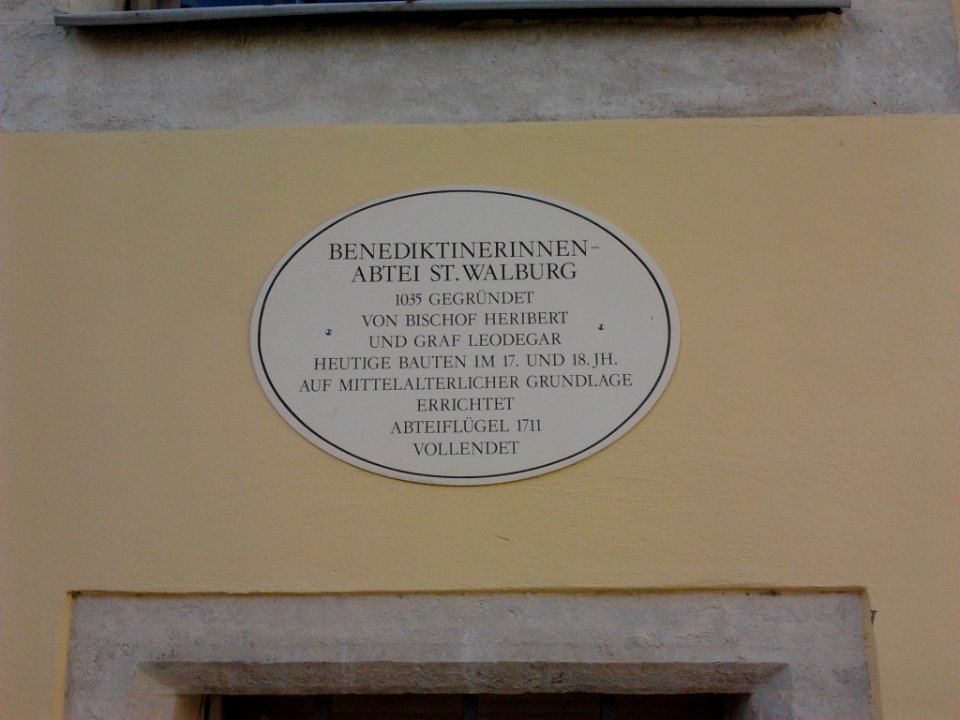 BENEDIKTINERINNEN-
ABTEI ST. WALBURG
1035 GEGRÜNDET
VON BISCHOF HERIBERT
UND GRAF LEODEGAR
HEUTIGE BAUTEN IM 17. UND 18. JH.
AUF MITTELALTERLICHER GRUNDLAGE
ERRICHTET
ABTEIFLÜGEL 1711
VOLLENDET